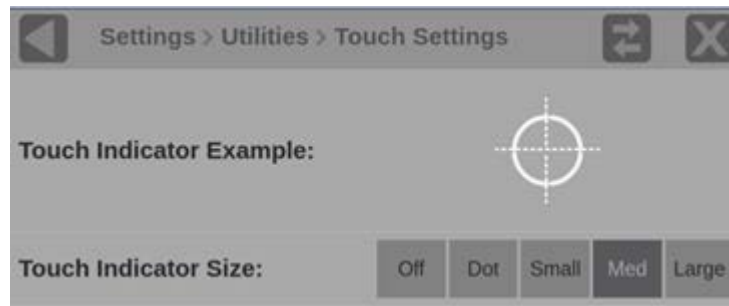 Settings > Utilities > Touch Settings
Touch Indicator Example:
Touch Indicator Size: Off Dot Small Med Large